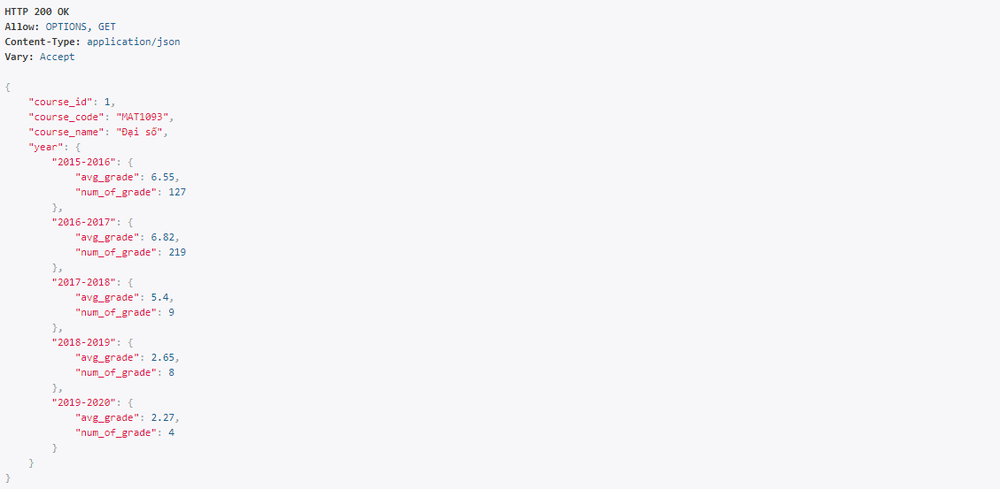 HTTP 200 OK
Allow: OPTIONS, GET
Content-Type: application/json
Vary: Accept
{
    "course_id": 1,
    "course_code": "MAT1093",
    "course_name": "Đại số",
    "year": {
        "2015-2016": {
            "avg_grade": 6.55,
            "num_of_grade": 127
        },
        "2016-2017": {
            "avg_grade": 6.82,
            "num_of_grade": 219
        },
        "2017-2018": {
            "avg_grade": 5.4,
            "num_of_grade": 9
        },
        "2018-2019": {
            "avg_grade": 2.65,
            "num_of_grade": 8
        },
        "2019-2020": {
            "avg_grade": 2.27,
            "num_of_grade": 4
        }
    }
}